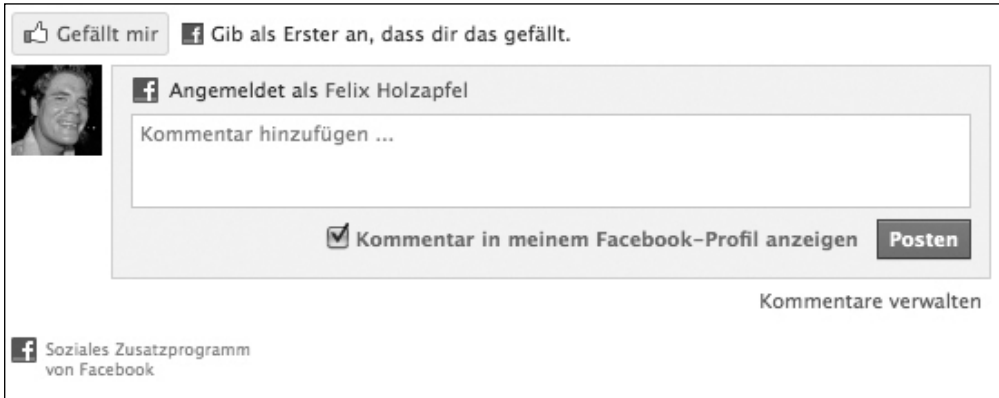 Gefällt mir Gib als Erster an, dass dir das gefällt.
Angemeldet als Felix Holzapfel
Kommentar hinzufügen ...
Kommentar in meinem Facebook-Profil anzeigen Posten
Kommentare verwalten
Soziales Zusatzprogramm
von Facebook